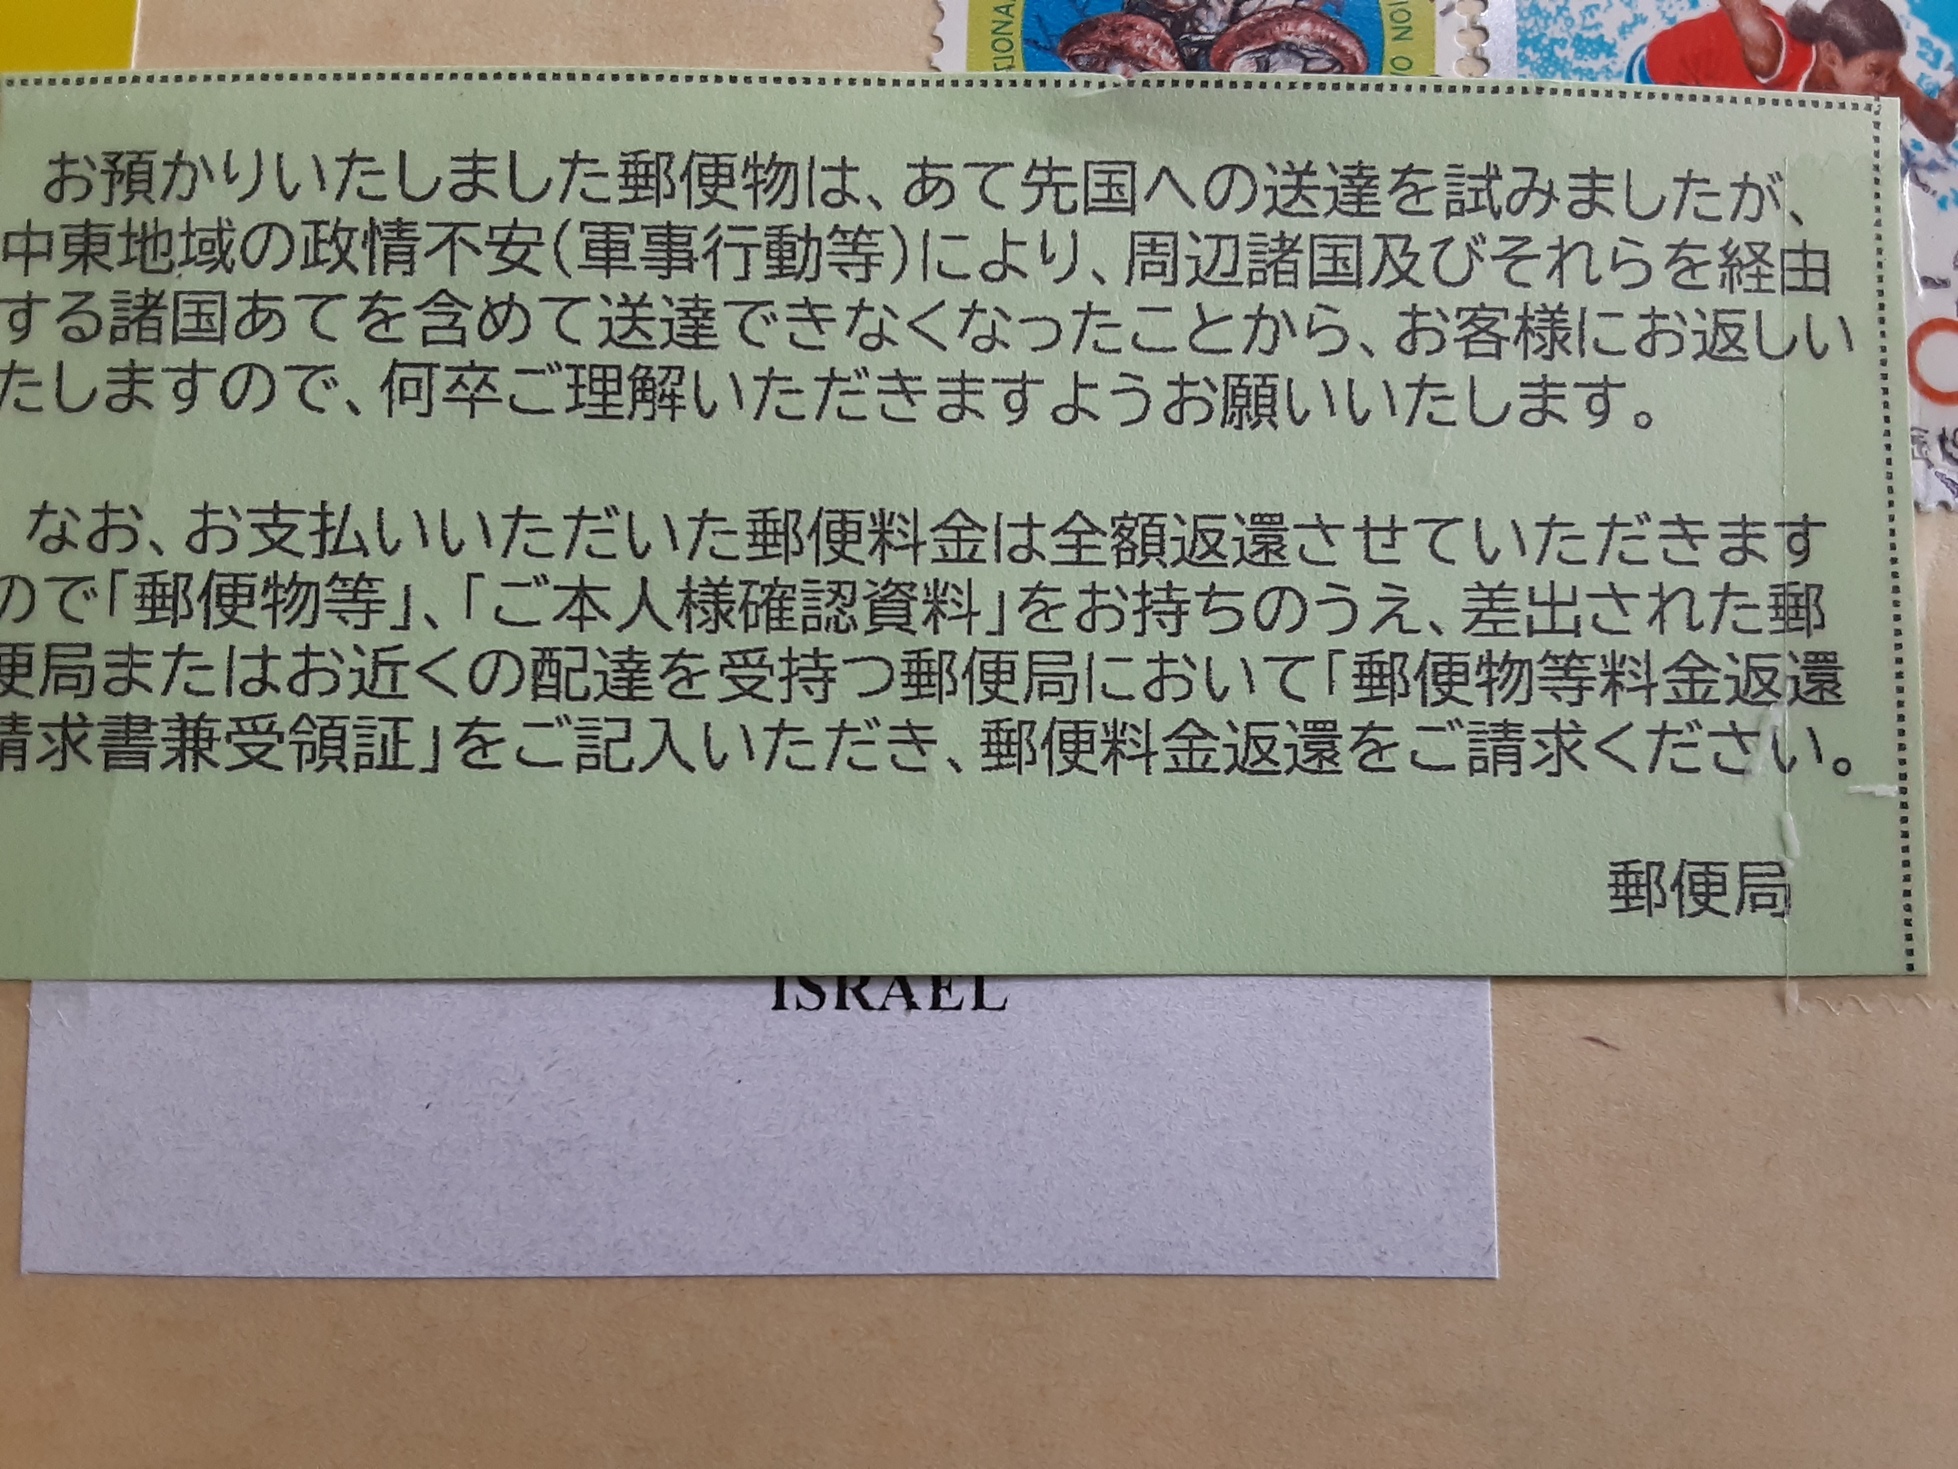 お預かりいたしました郵便物は、あて先国への送達を試みましたが、
中東地域の政情不安(軍事行動等)により、周辺諸国及びそれらを経由
する諸国あてを含めて送達できなくなったことから、お客様にお返しい
たしますので、何卒ご理解いただきますようお願いいたします。
なお、お支払いいただいた郵便料金は全額返還させていただきます
ので「郵便物等」、「ご本人様確認資料」をお持ちのうえ、差出された郵
便局またはお近くの配達を受持つ郵便局において「郵便物等料金返還
請求書兼受領証」をご記入いただき、郵便料金返還をご請求ください。
郵便局
ISRAEL